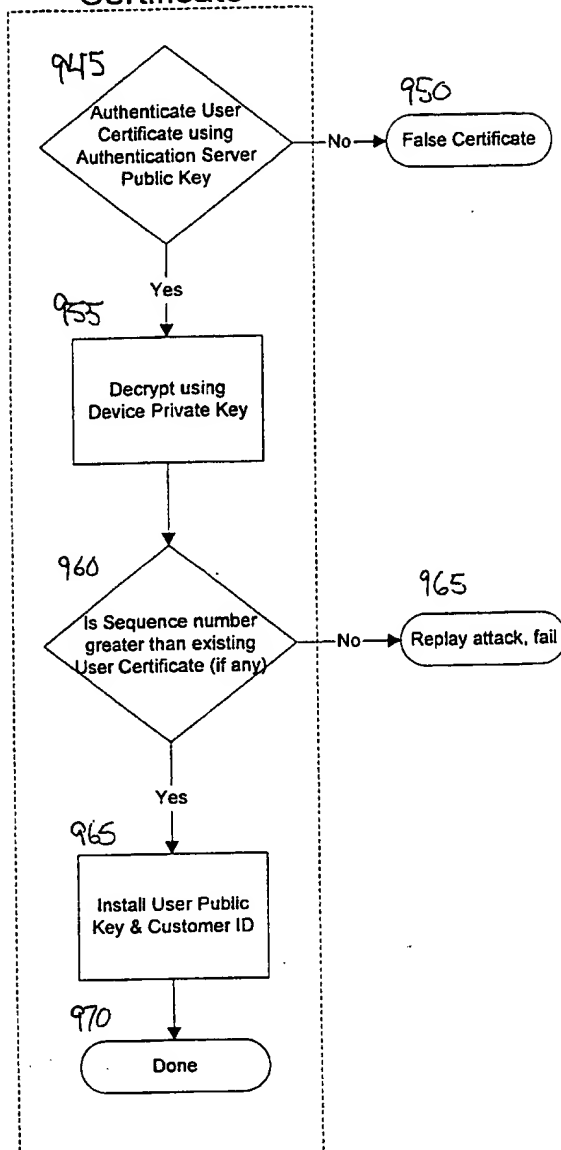 Certificate
945
Authenticate User
Certificate using
Authentication Server
Public Key
No
950
False Certificate
Yes
955
Decrypt using
Device Private Key
960
Is Sequence number
greater than existing
User Certificate (if any)
No
965
Replay attack, fail
Yes
965
Install User Public
Key & Customer ID
970
Done